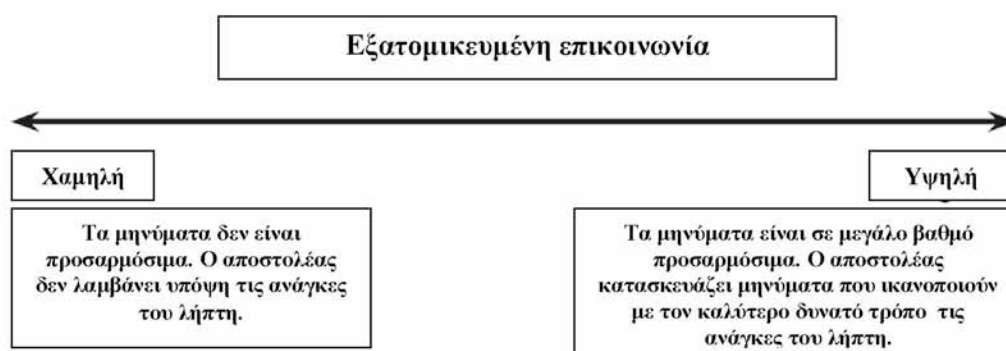 Εξατομικευμένη επικοινωνία
Χαμηλή
Υψηλή
Τα μηνύματα δεν είναι
προσαρμόσιμα. Ο αποστολέας
δεν λαμβάνει υπόψη τις ανάγκες
του λήπτη.
Τα μηνύματα είναι σε μεγάλο βαθμό
προσαρμόσιμα. Ο αποστολέας
κατασκευάζει μηνύματα που ικανοποιούν
με τον καλύτερο δυνατό τρόπο τις
ανάγκες του λήπτη.